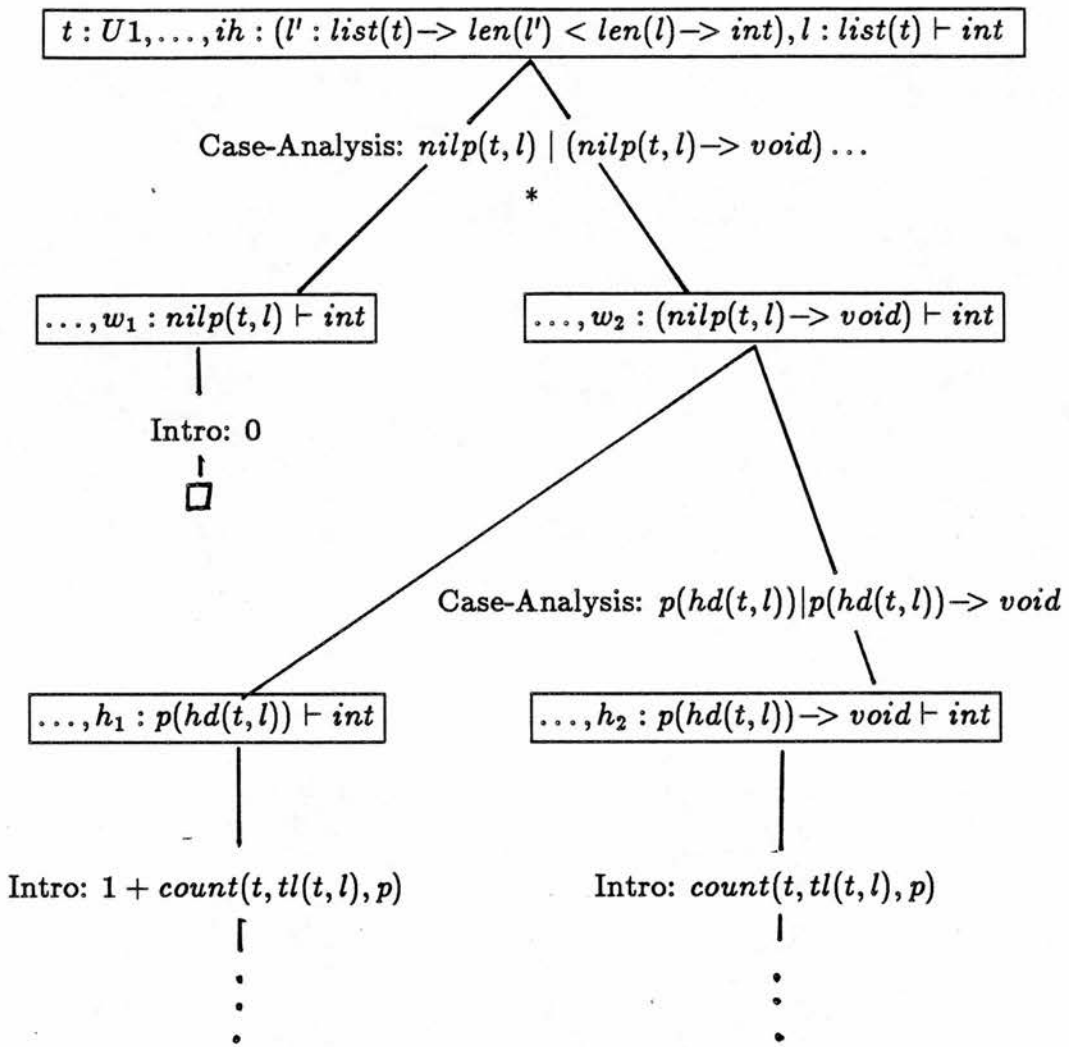 t : U1, ..., ih : (l' : list(t)−> len(l') < len(l)−> int), l : list(t) ⊢ int
Case-Analysis: nilp(t, l) | (nilp(t, l)−> void) ...
*
..., w₁ : nilp(t, l) ⊢ int
..., w₂ : (nilp(t, l)−> void) ⊢ int
Intro: 0
Case-Analysis: p(hd(t, l))|p(hd(t, l))−> void
..., h₁ : p(hd(t, l)) ⊢ int
..., h₂ : p(hd(t, l))−> void ⊢ int
Intro: 1 + count(t, tl(t, l), p)
Intro: count(t, tl(t, l), p)